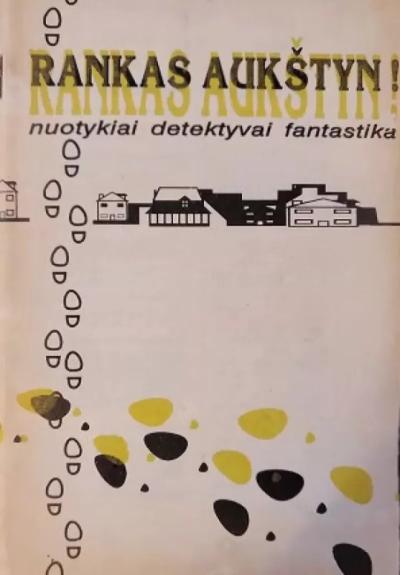 RANKAS AUKŠTYN!
nuotykiai detektyvai fantastika